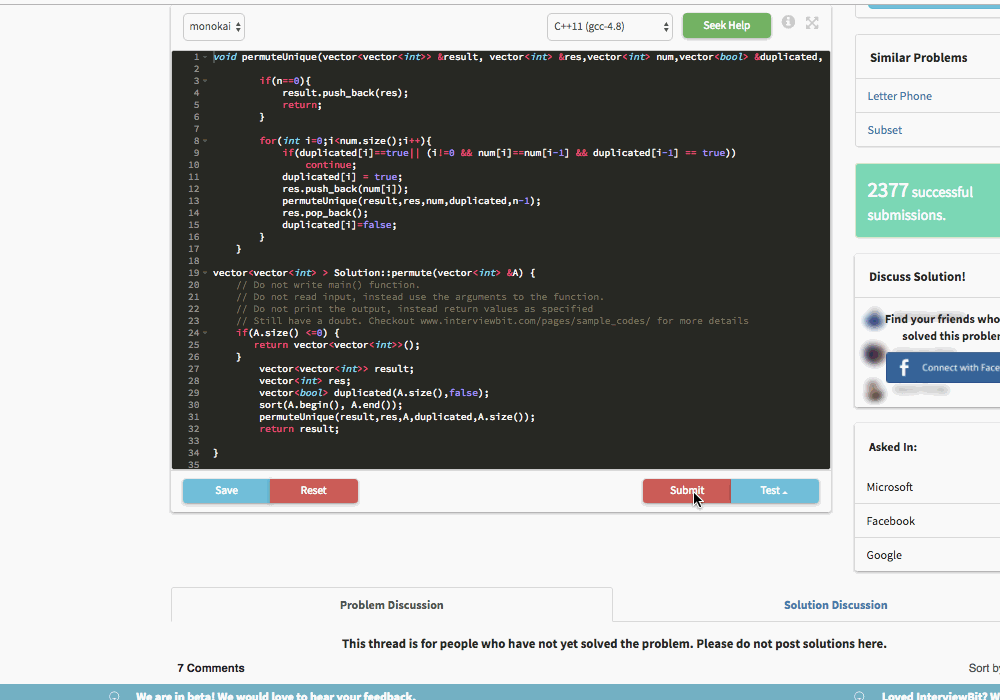 monokai
C++11 (gcc-4.8)
Seek Help
1 void permuteUnique(vector<vector<int>> &result, vector<int> &res,vector<int> num,vector<bool> &duplicated,
2
3 if(n==0){
4 result.push_back(res);
5 return;
6 }
7
8 for(int i=0;i<num.size();i++){
9 if(duplicated[i]==true|| (i!=0 && num[i]==num[i-1] && duplicated[i-1] == true))
10 continue;
11 duplicated[i] = true;
12 res.push_back(num[i]);
13 permuteUnique(result,res,num,duplicated,n-1);
14 res.pop_back();
15 duplicated[i]=false;
16 }
17 }
18
19 vector<vector<int> > Solution::permute(vector<int> &A) {
20 // Do not write main() function.
21 // Do not read input, instead use the arguments to the function.
22 // Do not print the output, instead return values as specified
23 // Still have a doubt. Checkout www.interviewbit.com/pages/sample_codes/ for more details
24 if(A.size() <=0) {
25 return vector<vector<int>>();
26 }
27 vector<vector<int>> result;
28 vector<int> res;
29 vector<bool> duplicated(A.size(),false);
30 sort(A.begin(), A.end());
31 permuteUnique(result,res,A,duplicated,A.size());
32 return result;
33
34 }
35
Save
Reset
Submit
Test
Similar Problems
Letter Phone
Subset
2377 successful
submissions.
Discuss Solution!
Find your friends who
solved this problem
Connect with Face
Asked In:
Microsoft
Facebook
Google
Problem Discussion
Solution Discussion
This thread is for people who have not yet solved the problem. Please do not post solutions here.
7 Comments
Sort by
We are in beta! We would love to hear your feedback.
Loved InterviewBit? W